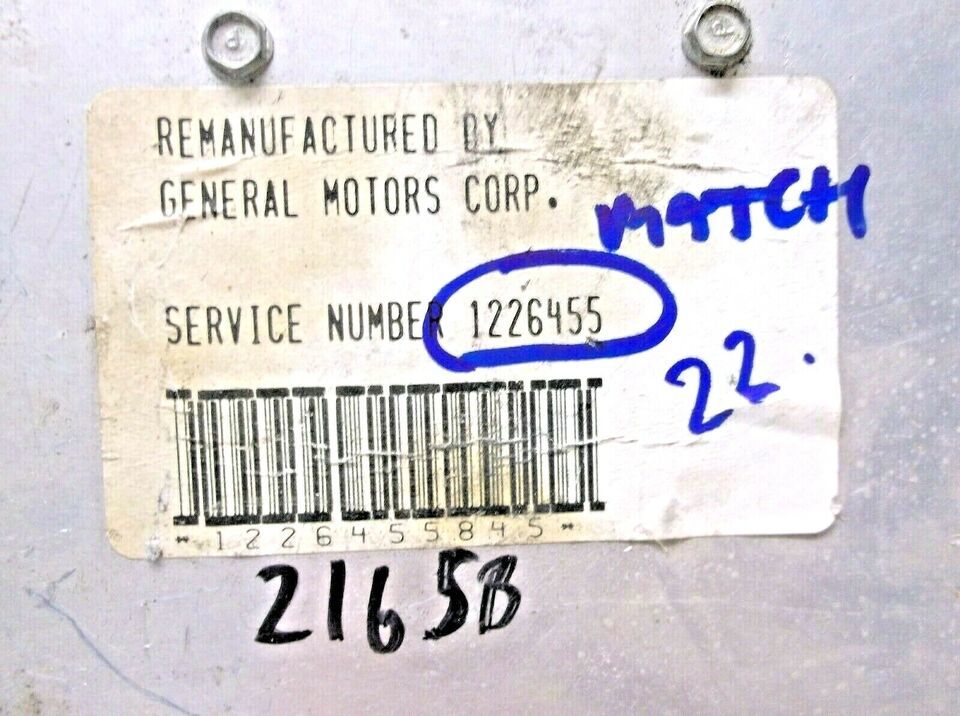 REMANUFACTURED BY
GENERAL MOTORS CORP.
MATCH
SERVICE NUMBER 1226455
22.
*1226455845*
2165B